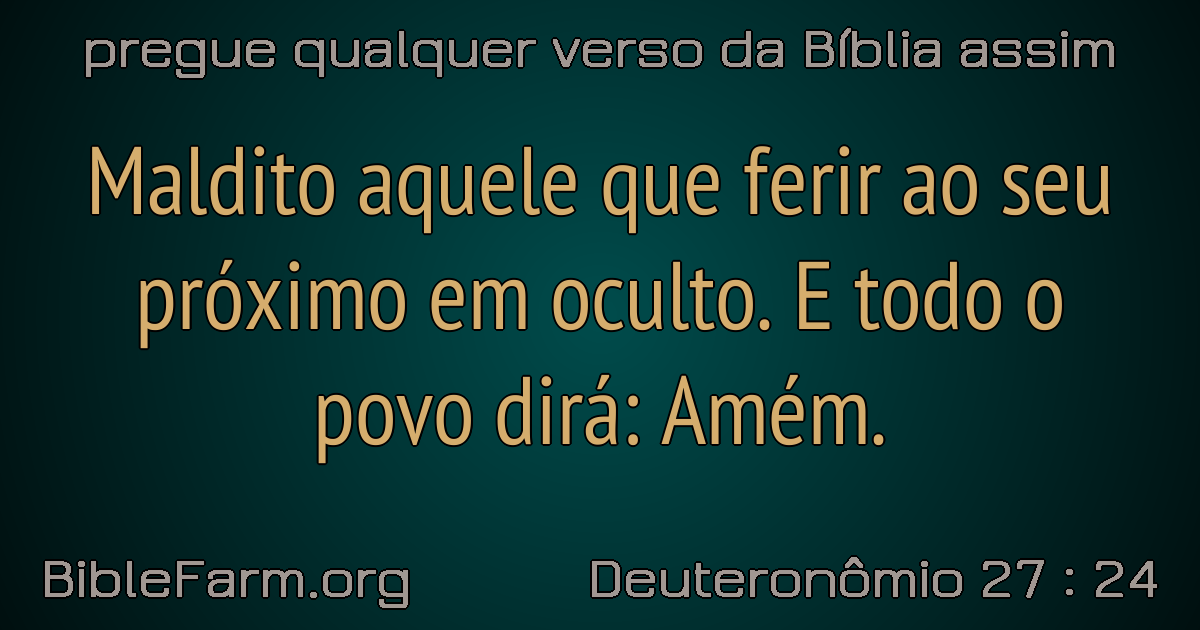 pregue qualquer verso da Bíblia assim
Maldito aquele que ferir ao seu
próximo em oculto. E todo o
povo dirá: Amém.
BibleFarm.org
Deuteronômio 27 : 24